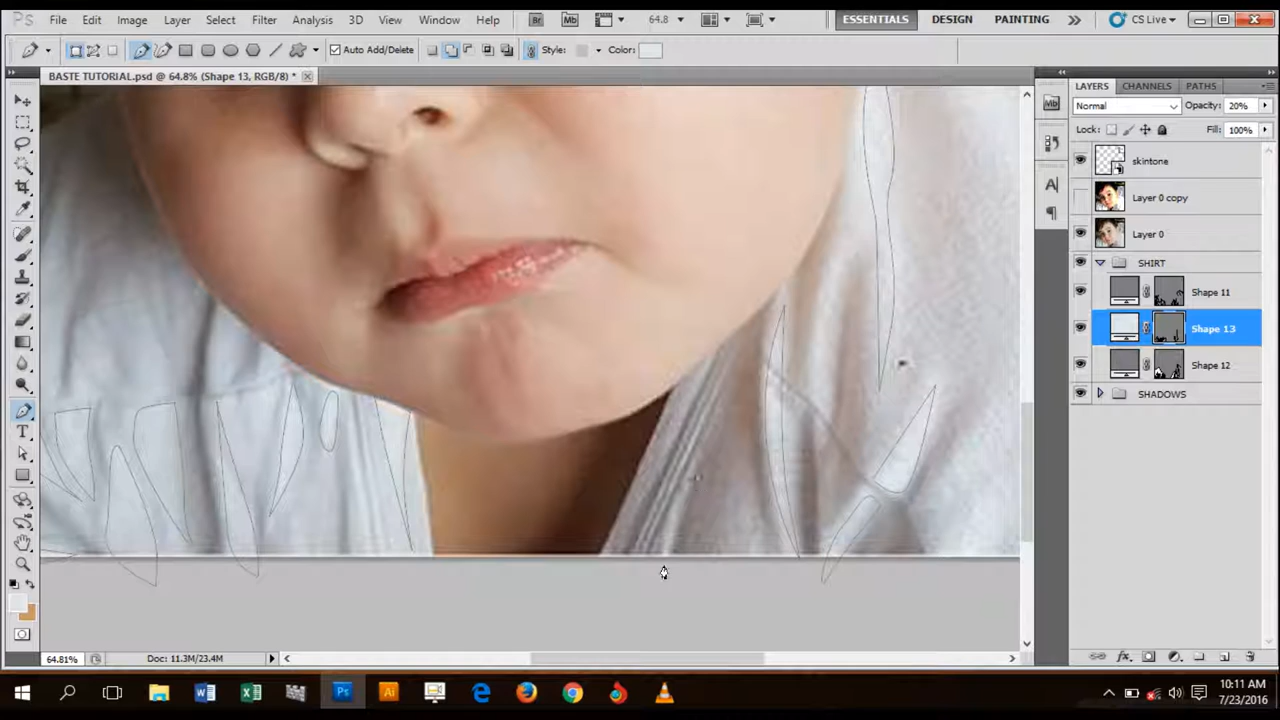 Ps File Edit Image Layer Select Filter Analysis 3D View Window Help Br Mb 64.8 ESSENTIALS DESIGN PAINTING CS Live
Auto Add/Delete Style: Color:
BASTE TUTORIAL.psd @ 64.8% (Shape 13, RGB/8) *
LAYERS CHANNELS PATHS
Normal Opacity: 20%
Lock: Fill: 100%
skintone
Layer 0 copy
Layer 0
SHIRT
Shape 11
Shape 13
Shape 12
SHADOWS
64.81% Doc: 11.3M/23.4M
10:11 AM
7/23/2016